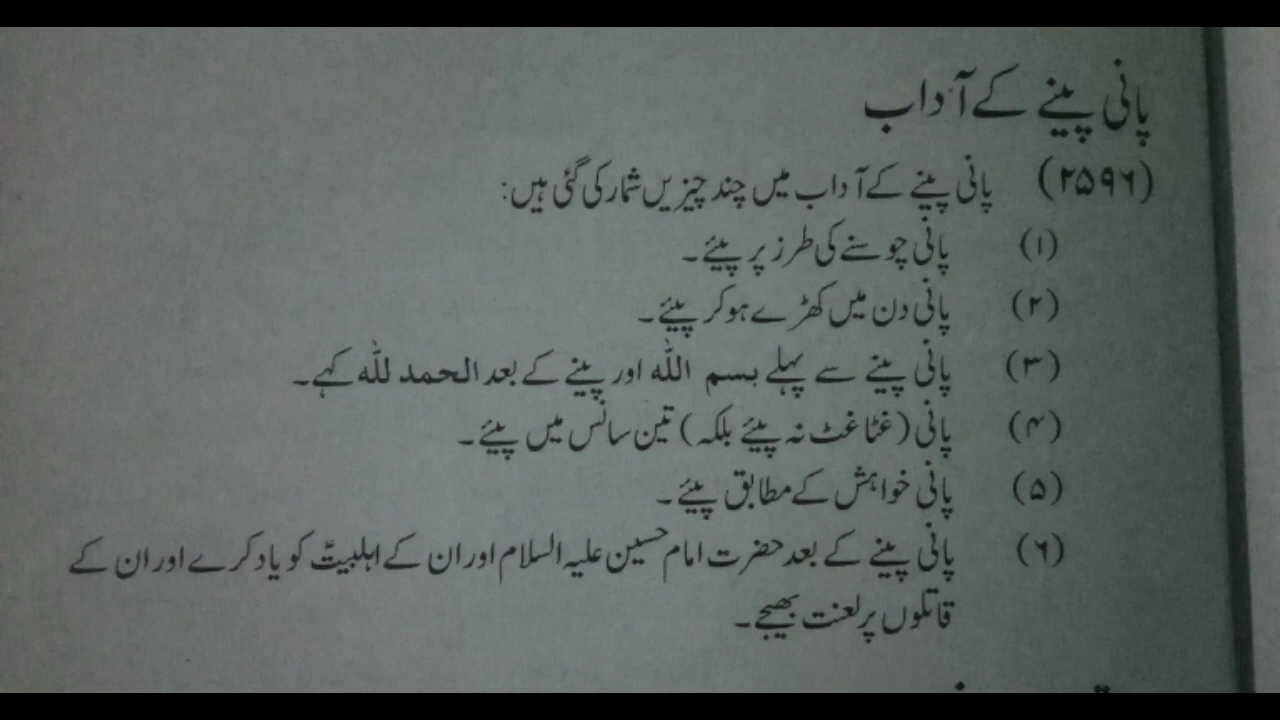 پانی پینے کے آداب
(۲۵۹۶) پانی پینے کے آداب میں چند چیزیں شمار کی گئی ہیں:
(۱) پانی چوسنے کی طرز پر پیئے۔
(۲) پانی دن میں کھڑے ہو کر پیئے۔
(۳) پانی پینے سے پہلے بسم اللّٰہ اور پینے کے بعد الحمد للّٰہ کہے۔
(۴) پانی (غٹاغٹ نہ پیئے بلکہ) تین سانس میں پیئے۔
(۵) پانی خواہش کے مطابق پیئے۔
(۶) پانی پینے کے بعد حضرت امام حسین علیہ السلام اور ان کے اہلبیتؑ کو یاد کرے اور ان کے
قاتلوں پر لعنت بھیجے۔